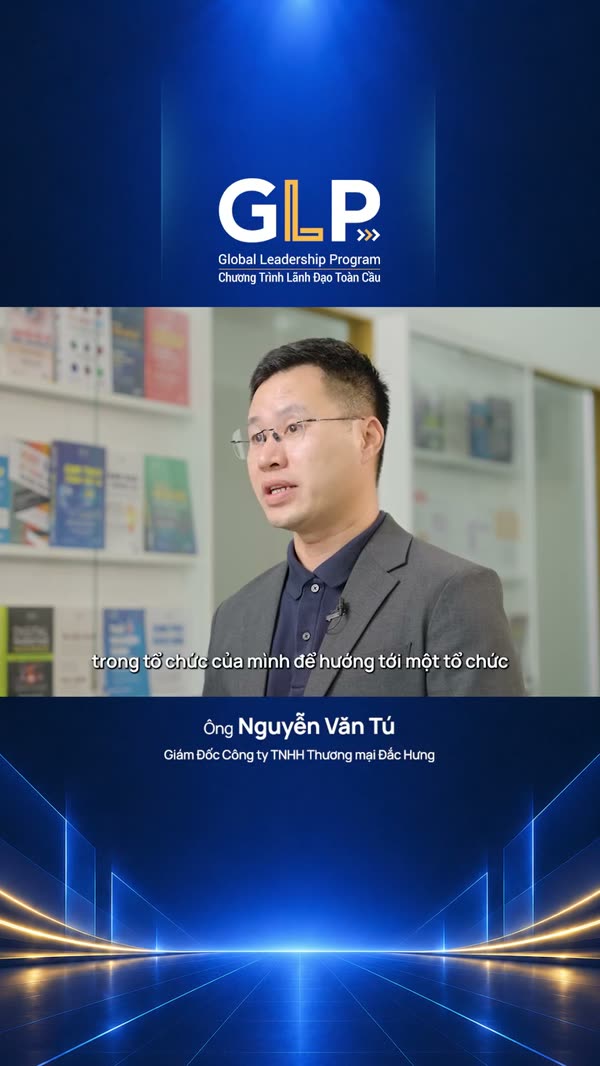 GLP
Global Leadership Program
Chương Trình Lãnh Đạo Toàn Cầu
trong tổ chức của mình để hướng tới một tổ chức
Ông Nguyễn Văn Tú
Giám Đốc Công ty TNHH Thương mại Đắc Hưng